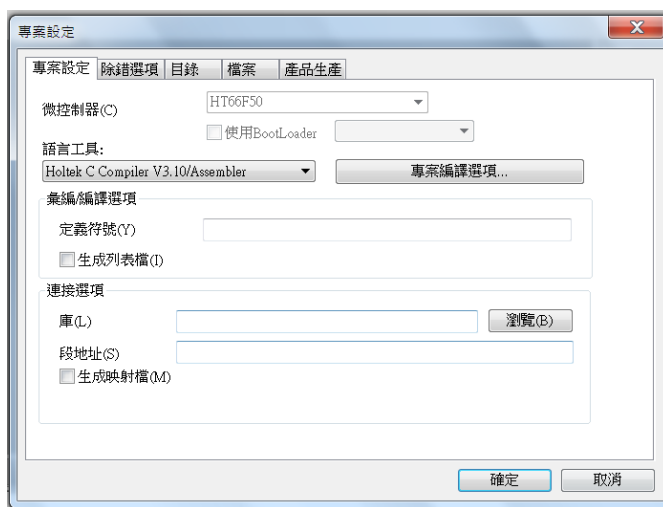 專案設定
專案設定 除錯選項 目錄 檔案 產品生產
微控制器(C) HT66F50
使用BootLoader
語言工具:
Holtek C Compiler V3.10/Assembler 專案編譯選項...
彙編/編譯選項
定義符號(Y)
生成列表檔(I)
連接選項
庫(L) 瀏覽(B)
段地址(S)
生成映射檔(M)
確定 取消